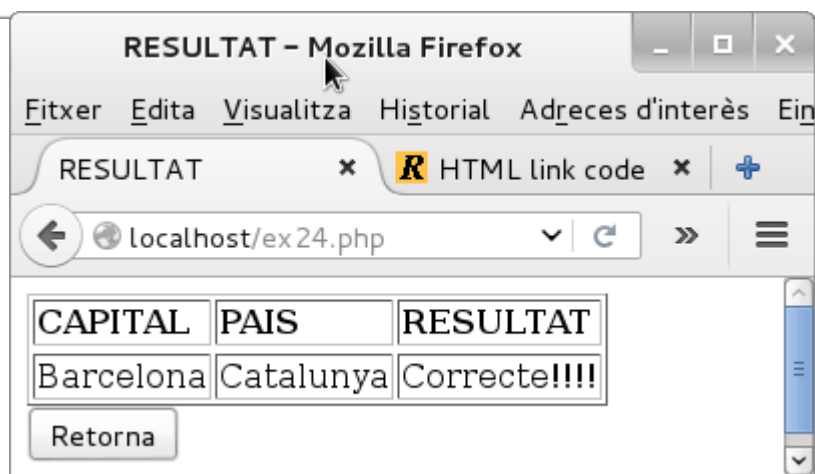 RESULTAT – Mozilla Firefox
Fitxer Edita Visualitza Historial Adreces d'interès Ein
RESULTAT R HTML link code
localhost/ex24.php
CAPITAL PAIS RESULTAT
Barcelona Catalunya Correcte!!!!
Retorna